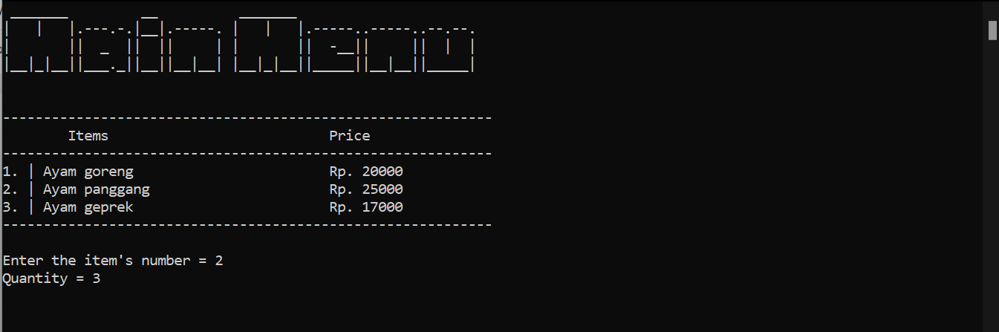 Main Menu
------------------------------------------------------------
Items Price
------------------------------------------------------------
1. | Ayam goreng Rp. 20000
2. | Ayam panggang Rp. 25000
3. | Ayam geprek Rp. 17000
------------------------------------------------------------
Enter the item's number = 2
Quantity = 3